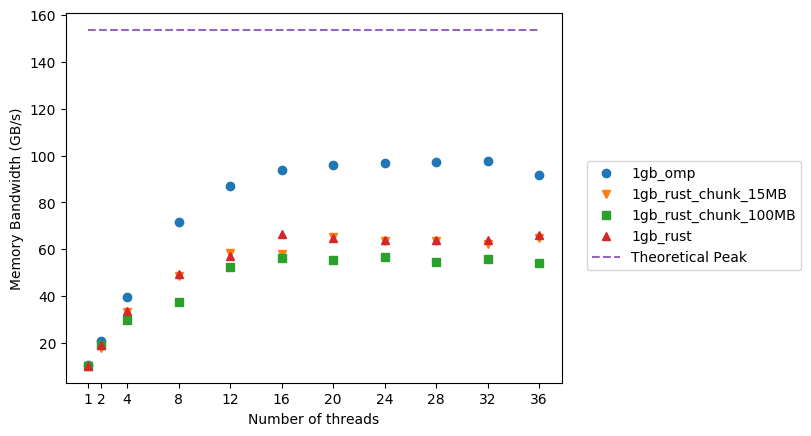 160
140
120
100
80
60
40
20
Memory Bandwidth (GB/s)
1 2 4 8 12 16 20 24 28 32 36
Number of threads
1gb_omp
1gb_rust_chunk_15MB
1gb_rust_chunk_100MB
1gb_rust
Theoretical Peak